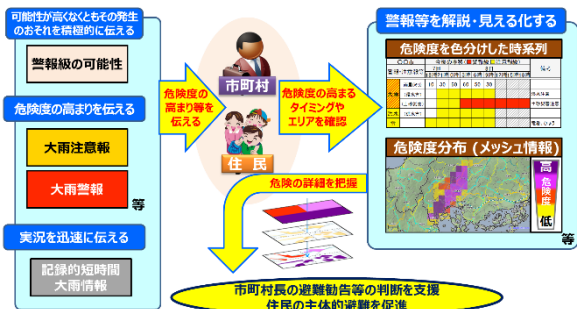 可能性が高くなくともその発生
のおそれを積極的に伝える
警報級の可能性
危険度の高まりを伝える
大雨注意報
大雨警報
等
実況を迅速に伝える
記録的短時間
大雨情報
危険度の
高まり等を
伝える
市町村
住民
危険度の高まる
タイミングや
エリアを確認
危険の詳細を把握
警報等を解説・見える化する
危険度を色分けした時系列
危険度分布(メッシュ情報)
高
危険度
低
等
市町村長の避難勧告等の判断を支援
住民の主体的避難を促進